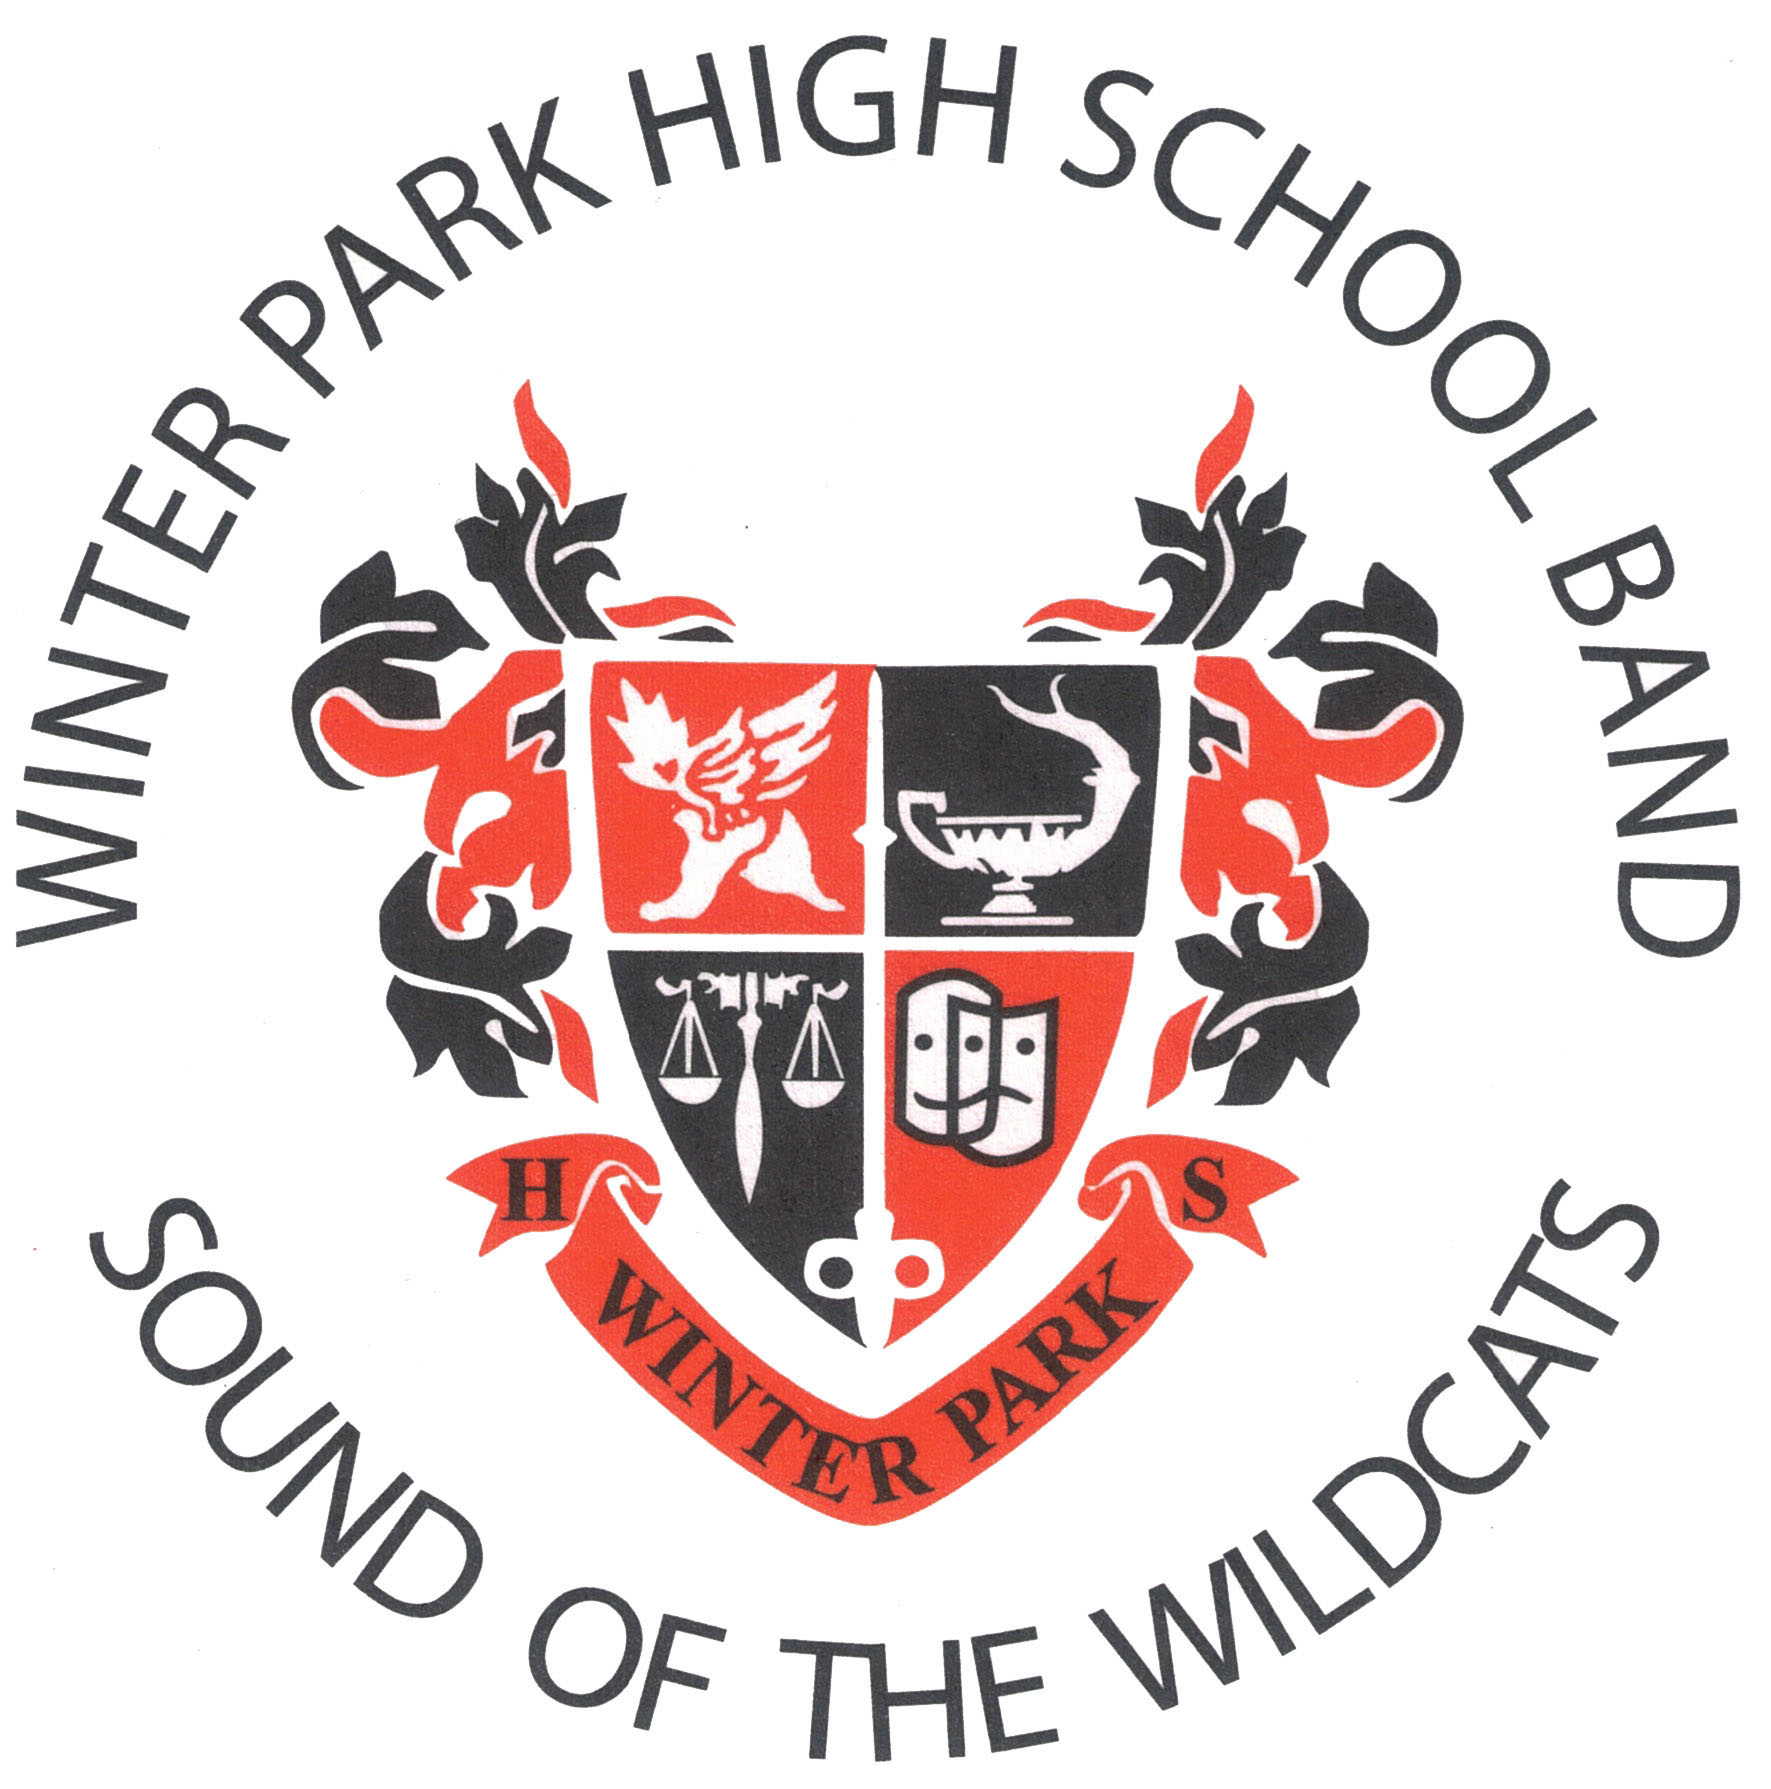 WINTER PARK HIGH SCHOOL BAND
H S
WINTER PARK
SOUND OF THE WILDCATS